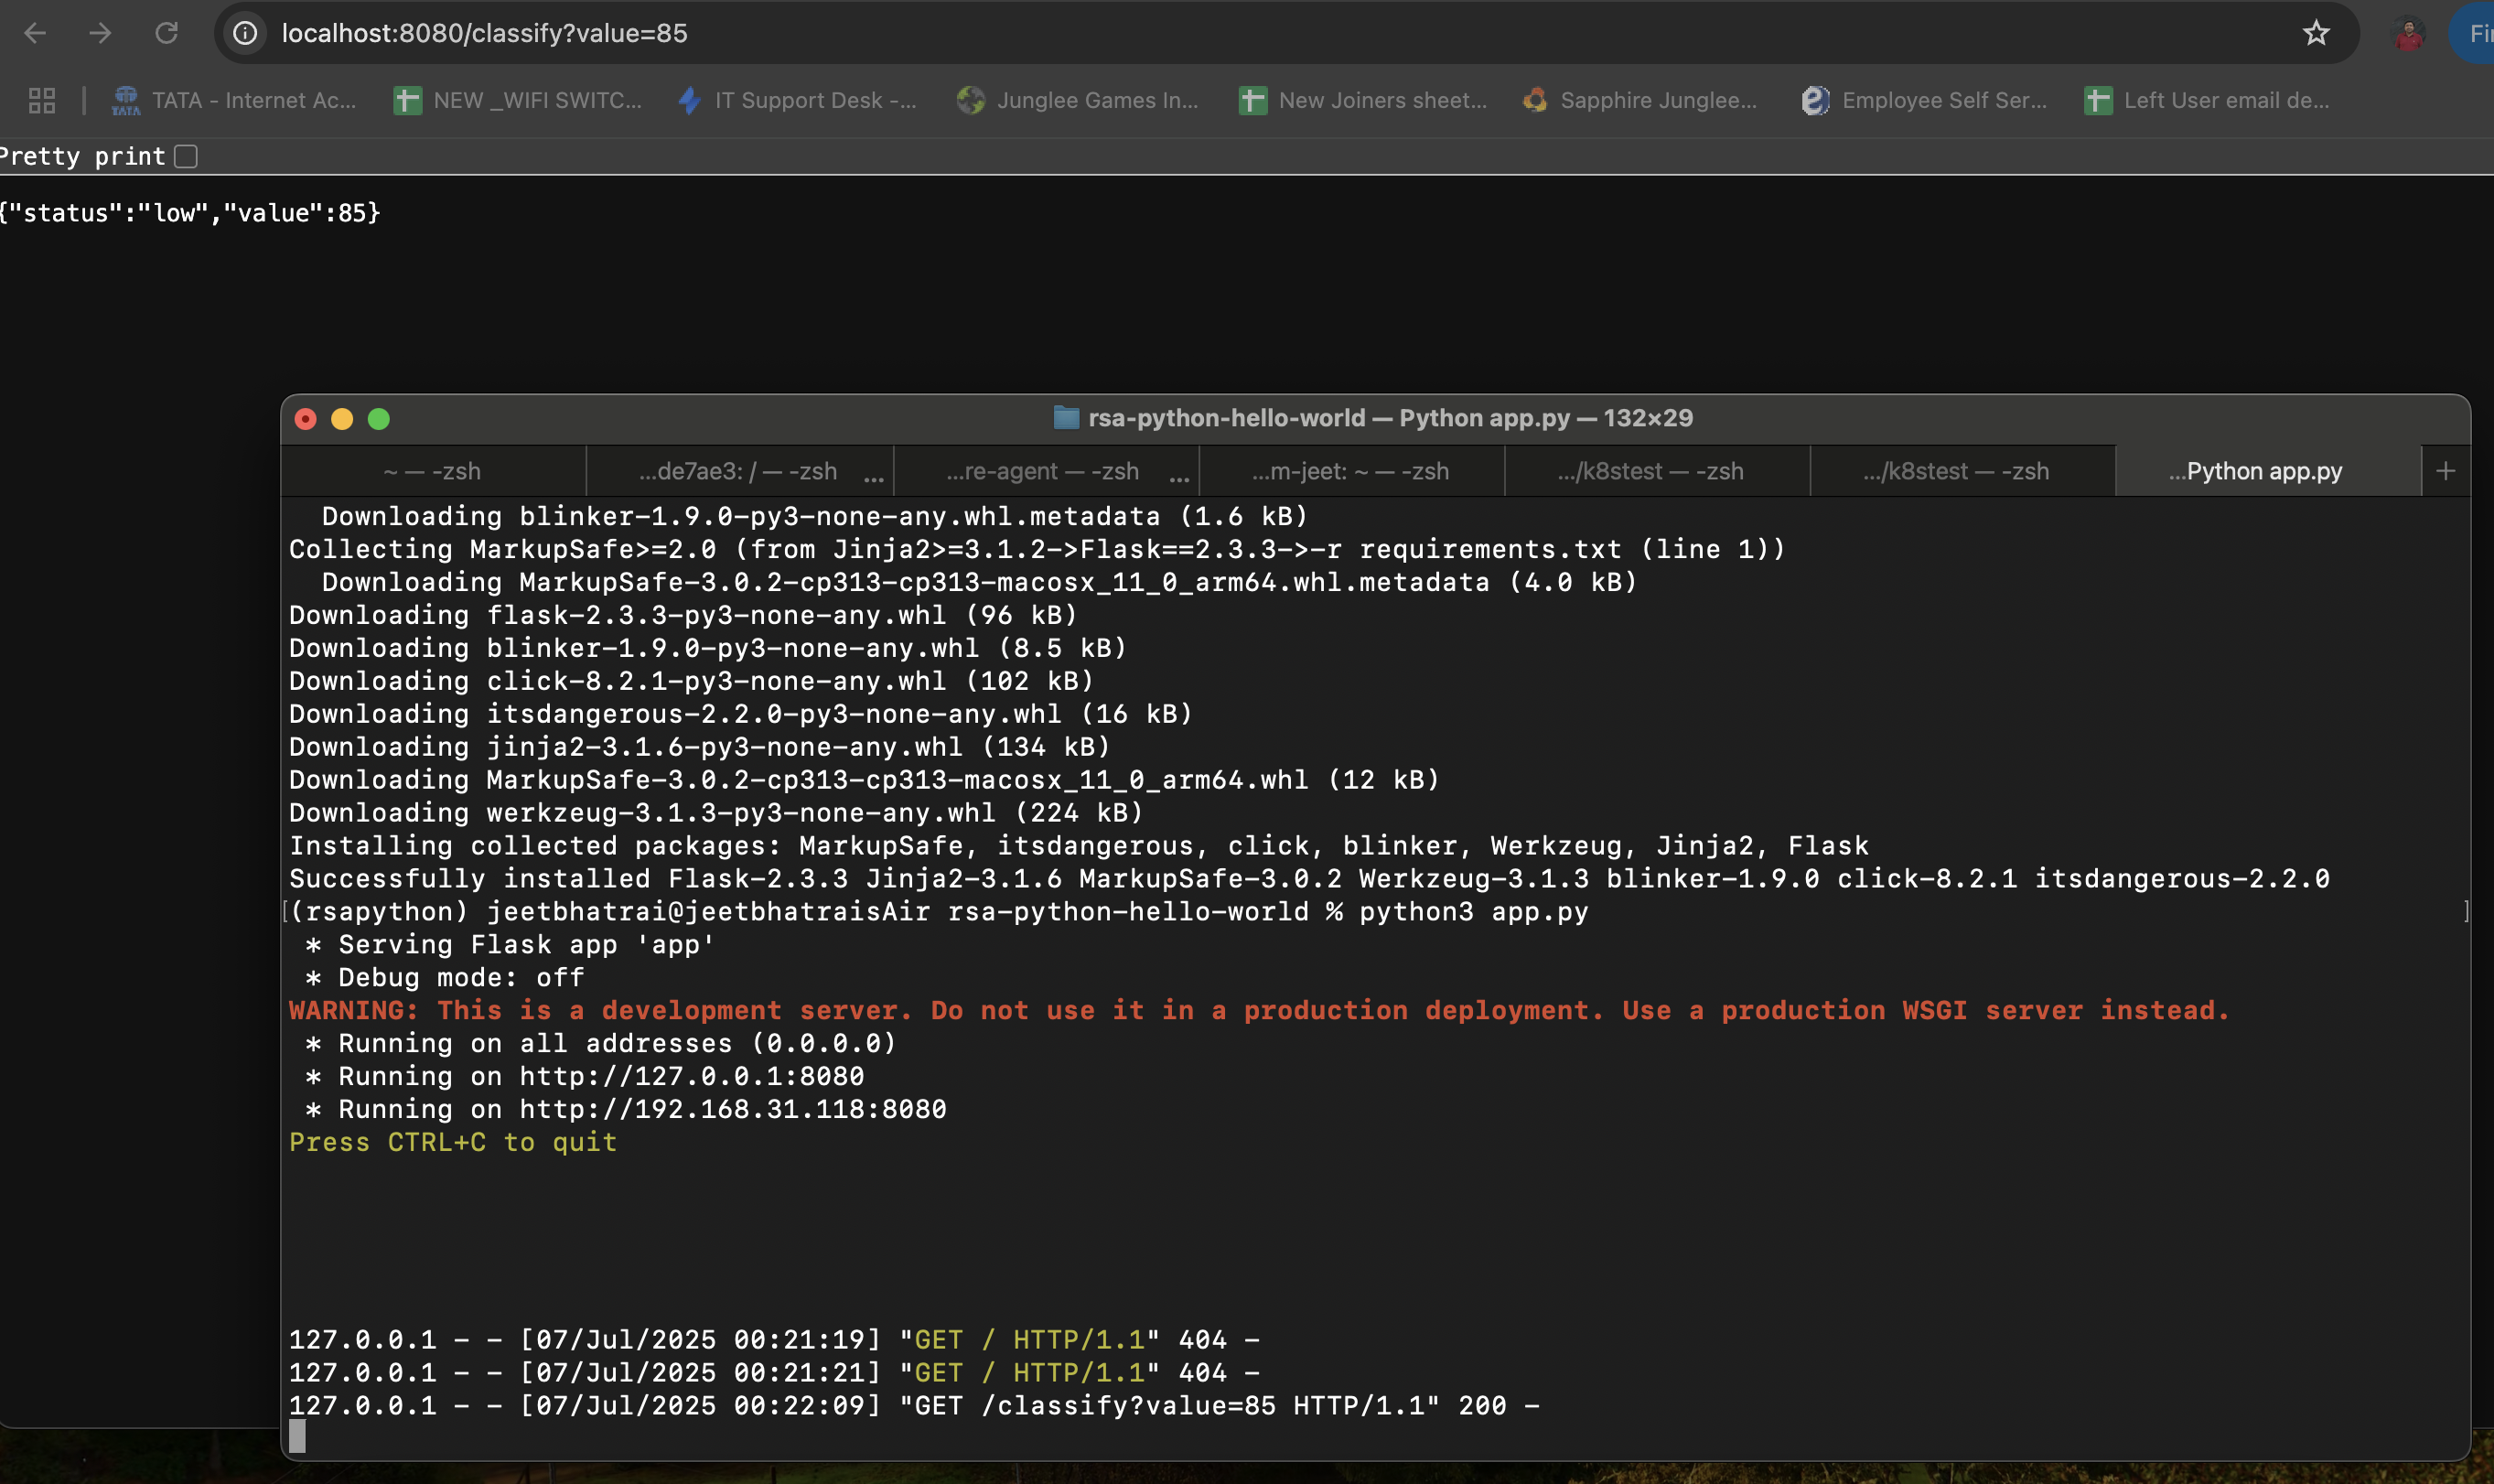 localhost:8080/classify?value=85
TATA - Internet Ac...
NEW _WIFI SWITC...
IT Support Desk -...
Junglee Games In...
New Joiners sheet...
Sapphire Junglee...
Employee Self Ser...
Left User email de...
Pretty print
{"status":"low","value":85}
rsa-python-hello-world — Python app.py — 132×29
~ — -zsh
...de7ae3: / — -zsh ...
...re-agent — -zsh ...
...m-jeet: ~ — -zsh
.../k8stest — -zsh
.../k8stest — -zsh
...Python app.py
+
  Downloading blinker-1.9.0-py3-none-any.whl.metadata (1.6 kB)
Collecting MarkupSafe>=2.0 (from Jinja2>=3.1.2->Flask==2.3.3->-r requirements.txt (line 1))
  Downloading MarkupSafe-3.0.2-cp313-cp313-macosx_11_0_arm64.whl.metadata (4.0 kB)
Downloading flask-2.3.3-py3-none-any.whl (96 kB)
Downloading blinker-1.9.0-py3-none-any.whl (8.5 kB)
Downloading click-8.2.1-py3-none-any.whl (102 kB)
Downloading itsdangerous-2.2.0-py3-none-any.whl (16 kB)
Downloading jinja2-3.1.6-py3-none-any.whl (134 kB)
Downloading MarkupSafe-3.0.2-cp313-cp313-macosx_11_0_arm64.whl (12 kB)
Downloading werkzeug-3.1.3-py3-none-any.whl (224 kB)
Installing collected packages: MarkupSafe, itsdangerous, click, blinker, Werkzeug, Jinja2, Flask
Successfully installed Flask-2.3.3 Jinja2-3.1.6 MarkupSafe-3.0.2 Werkzeug-3.1.3 blinker-1.9.0 click-8.2.1 itsdangerous-2.2.0
[(rsapython) jeetbhatrai@jeetbhatraisAir rsa-python-hello-world % python3 app.py ]
 * Serving Flask app 'app'
 * Debug mode: off
WARNING: This is a development server. Do not use it in a production deployment. Use a production WSGI server instead.
 * Running on all addresses (0.0.0.0)
 * Running on http://127.0.0.1:8080
 * Running on http://192.168.31.118:8080
Press CTRL+C to quit
127.0.0.1 - - [07/Jul/2025 00:21:19] "GET / HTTP/1.1" 404 -
127.0.0.1 - - [07/Jul/2025 00:21:21] "GET / HTTP/1.1" 404 -
127.0.0.1 - - [07/Jul/2025 00:22:09] "GET /classify?value=85 HTTP/1.1" 200 -